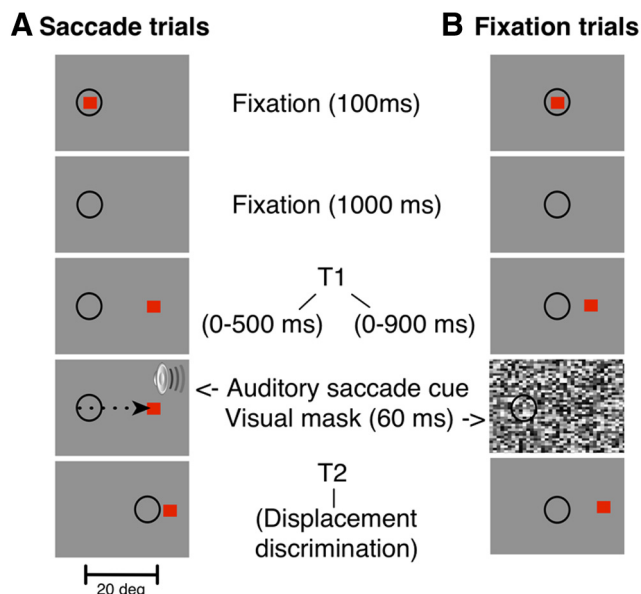 A Saccade trials
B Fixation trials
Fixation (100ms)
Fixation (1000 ms)
T1
(0-500 ms)
(0-900 ms)
<- Auditory saccade cue
Visual mask (60 ms) ->
T2
(Displacement
discrimination)
20 deg